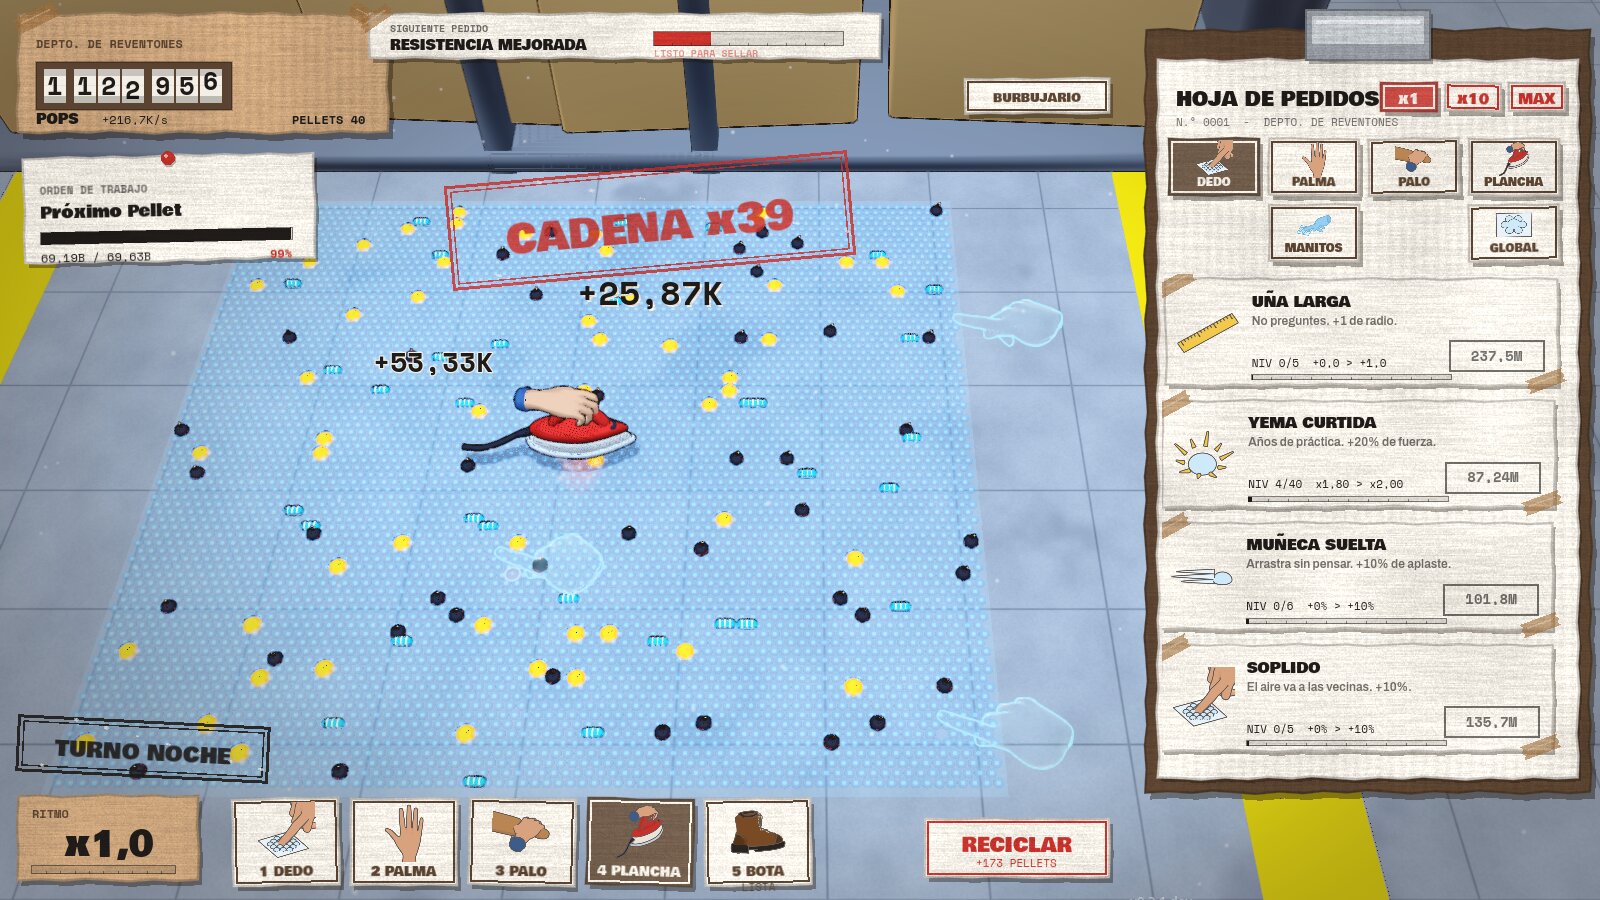 DEPTO. DE REVENTONES
1 122 956
POPS +216,7K/s PELLETS 40
SIGUIENTE PEDIDO
RESISTENCIA MEJORADA
LISTO PARA SELLAR
BURBUJARIO
ORDEN DE TRABAJO
Próximo Pellet
69,19B / 69,63B 99%
CADENA x39
+25,87K
+53,33K
HOJA DE PEDIDOS
x1 x10 MAX
N.° 0001 - DEPTO. DE REVENTONES
DEDO PALMA PALO PLANCHA
MANITOS GLOBAL
UÑA LARGA
No preguntes. +1 de radio.
NIV 0/5 +0,0 > +1,0
237,5M
YEMA CURTIDA
Años de práctica. +20% de fuerza.
NIV 4/40 x1,80 > x2,00
87,24M
MUÑECA SUELTA
Arrastra sin pensar. +10% de aplaste.
NIV 0/6 +0% > +10%
101,8M
SOPLIDO
El aire va a las vecinas. +10%.
NIV 0/5 +0% > +10%
135,7M
TURNO NOCHE
RITMO
x1,0
1 DEDO
2 PALMA
3 PALO
4 PLANCHA
5 BOTA
LISTA
RECICLAR
+173 PELLETS